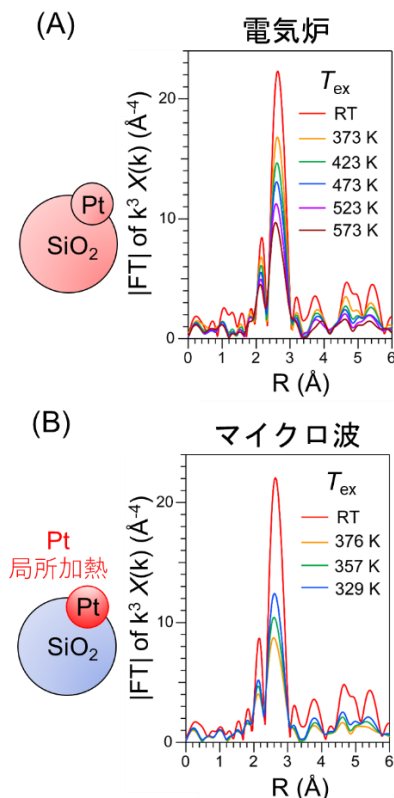 (A)
電気炉
Pt
SiO2
|FT| of k3 X(k) (Å-4)
20
10
0
Tex
RT
373 K
423 K
473 K
523 K
573 K
0 1 2 3 4 5 6
R (Å)
(B)
マイクロ波
Pt
局所加熱
Pt
SiO2
|FT| of k3 X(k) (Å-4)
20
10
0
Tex
RT
376 K
357 K
329 K
0 1 2 3 4 5 6
R (Å)